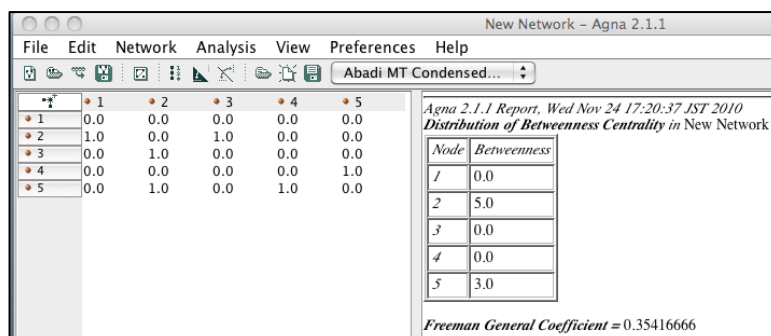 New Network – Agna 2.1.1
File Edit Network Analysis View Preferences Help
Abadi MT Condensed...
1 2 3 4 5
1 0.0 0.0 0.0 0.0 0.0
2 1.0 0.0 1.0 0.0 0.0
3 0.0 1.0 0.0 0.0 0.0
4 0.0 0.0 0.0 0.0 1.0
5 0.0 1.0 0.0 1.0 0.0
Agna 2.1.1 Report, Wed Nov 24 17:20:37 JST 2010
Distribution of Betweenness Centrality in New Network
Node Betweenness
1 0.0
2 5.0
3 0.0
4 0.0
5 3.0
Freeman General Coefficient = 0.35416666